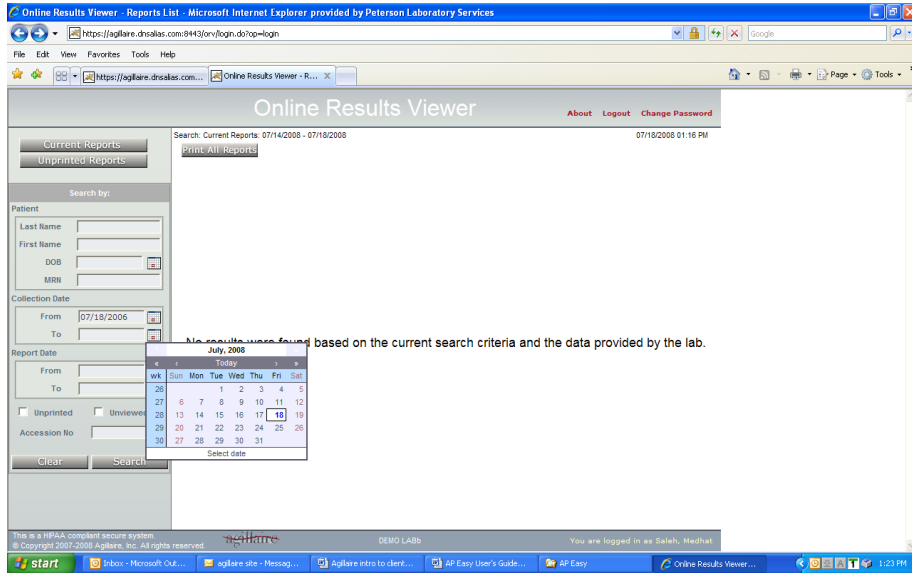 Online Results Viewer - Reports List - Microsoft Internet Explorer provided by Peterson Laboratory Services
https://agillaire.dnsalias.com:8443/orv/login.do?op=login
Google
File Edit View Favorites Tools Help
https://agillaire.dnsalias.com... Online Results Viewer - R... X Page Tools
Online Results Viewer
About Logout Change Password
Search: Current Reports: 07/14/2008 - 07/18/2008 07/18/2008 01:16 PM
Current Reports
Print All Reports
Unprinted Reports
Search by:
Patient
Last Name
First Name
DOB
MRN
Collection Date
From 07/18/2006
To
No results were found based on the current search criteria and the data provided by the lab.
Report Date
From
To
Unprinted Unviewed
Accession No
Clear Search
July, 2008
« ‹ Today › »
wk Sun Mon Tue Wed Thu Fri Sat
26 1 2 3 4 5
27 6 7 8 9 10 11 12
28 13 14 15 16 17 18 19
29 20 21 22 23 24 25 26
30 27 28 29 30 31
Select date
This is a HIPAA compliant secure system.
© Copyright 2007-2008 Agillaire, Inc. All rights reserved. agillaire DEMO LABb You are logged in as Saleh, Medhat
start Inbox - Microsoft Out... agillaire site - Messag... Agillaire intro to client... AP Easy User's Guide... AP Easy Online Results Viewer... 1:23 PM